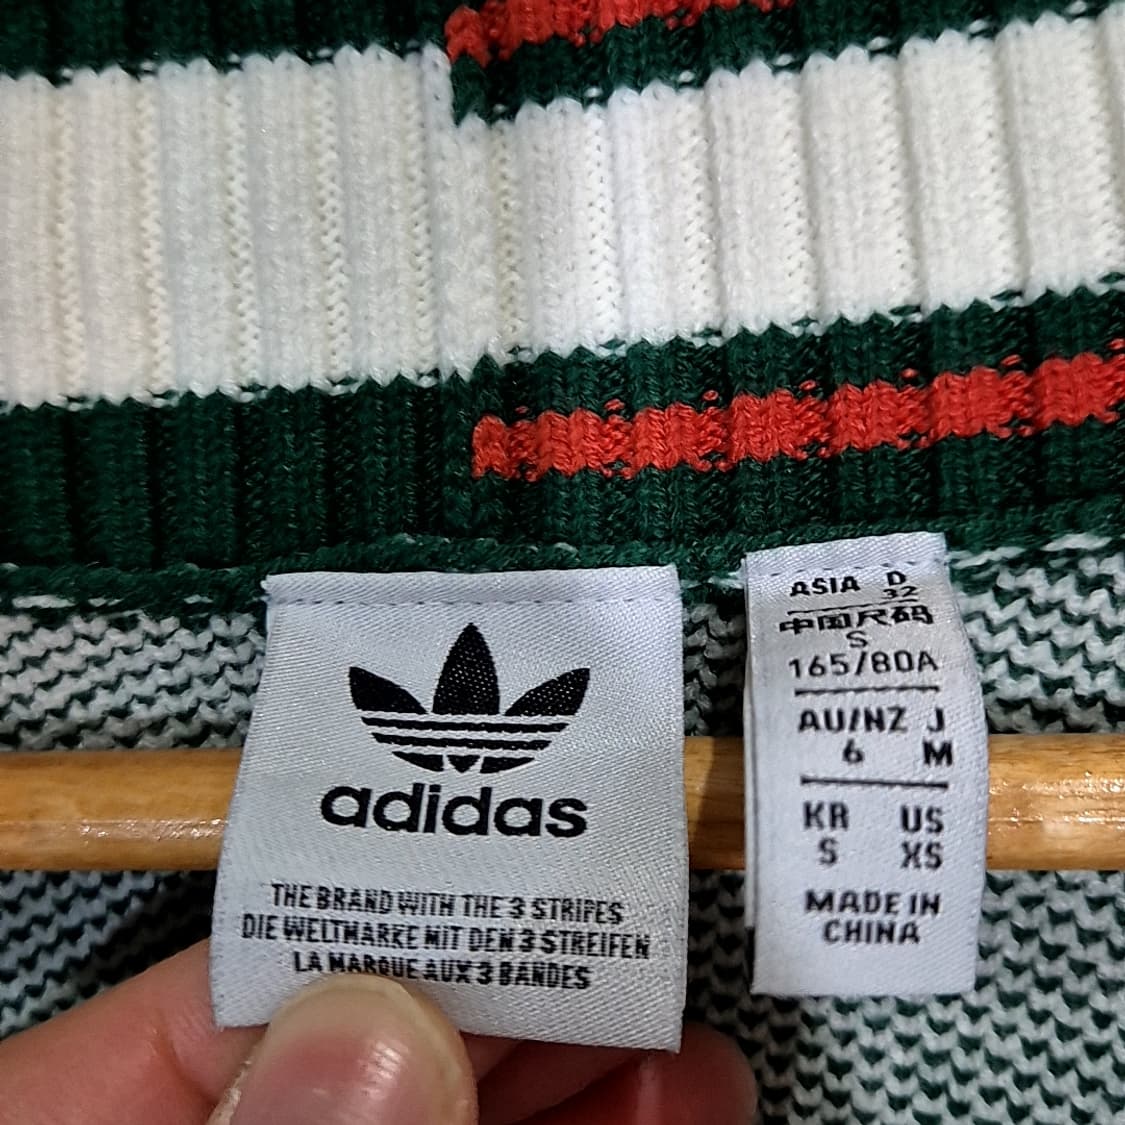 adidas
THE BRAND WITH THE 3 STRIPES
DIE WELTMARKE MIT DEN 3 STREIFEN
LA MARQUE AUX 3 BANDES
ASIA D
32
中国尺码
S
165/80A
AU/NZ J
6 M
KR US
S XS
MADE IN
CHINA